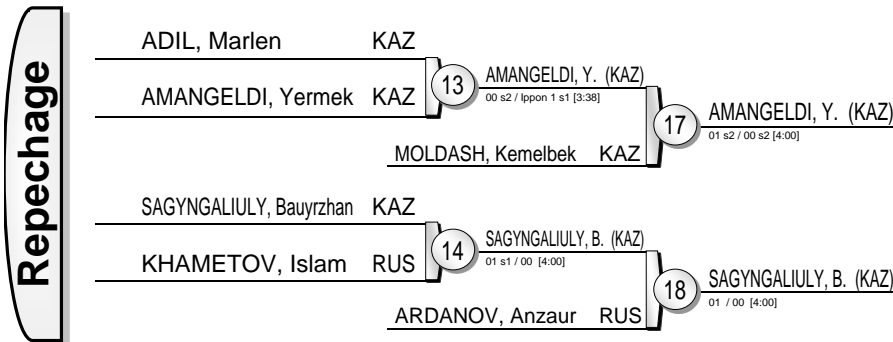 Repechage
ADIL, Marlen KAZ
AMANGELDI, Yermek KAZ
13
AMANGELDI, Y. (KAZ)
00 s2 / Ippon 1 s1 [3:38]
MOLDASH, Kemelbek KAZ
17
AMANGELDI, Y. (KAZ)
01 s2 / 00 s2 [4:00]
SAGYNGALIULY, Bauyrzhan KAZ
KHAMETOV, Islam RUS
14
SAGYNGALIULY, B. (KAZ)
01 s1 / 00 [4:00]
ARDANOV, Anzaur RUS
18
SAGYNGALIULY, B. (KAZ)
01 / 00 [4:00]